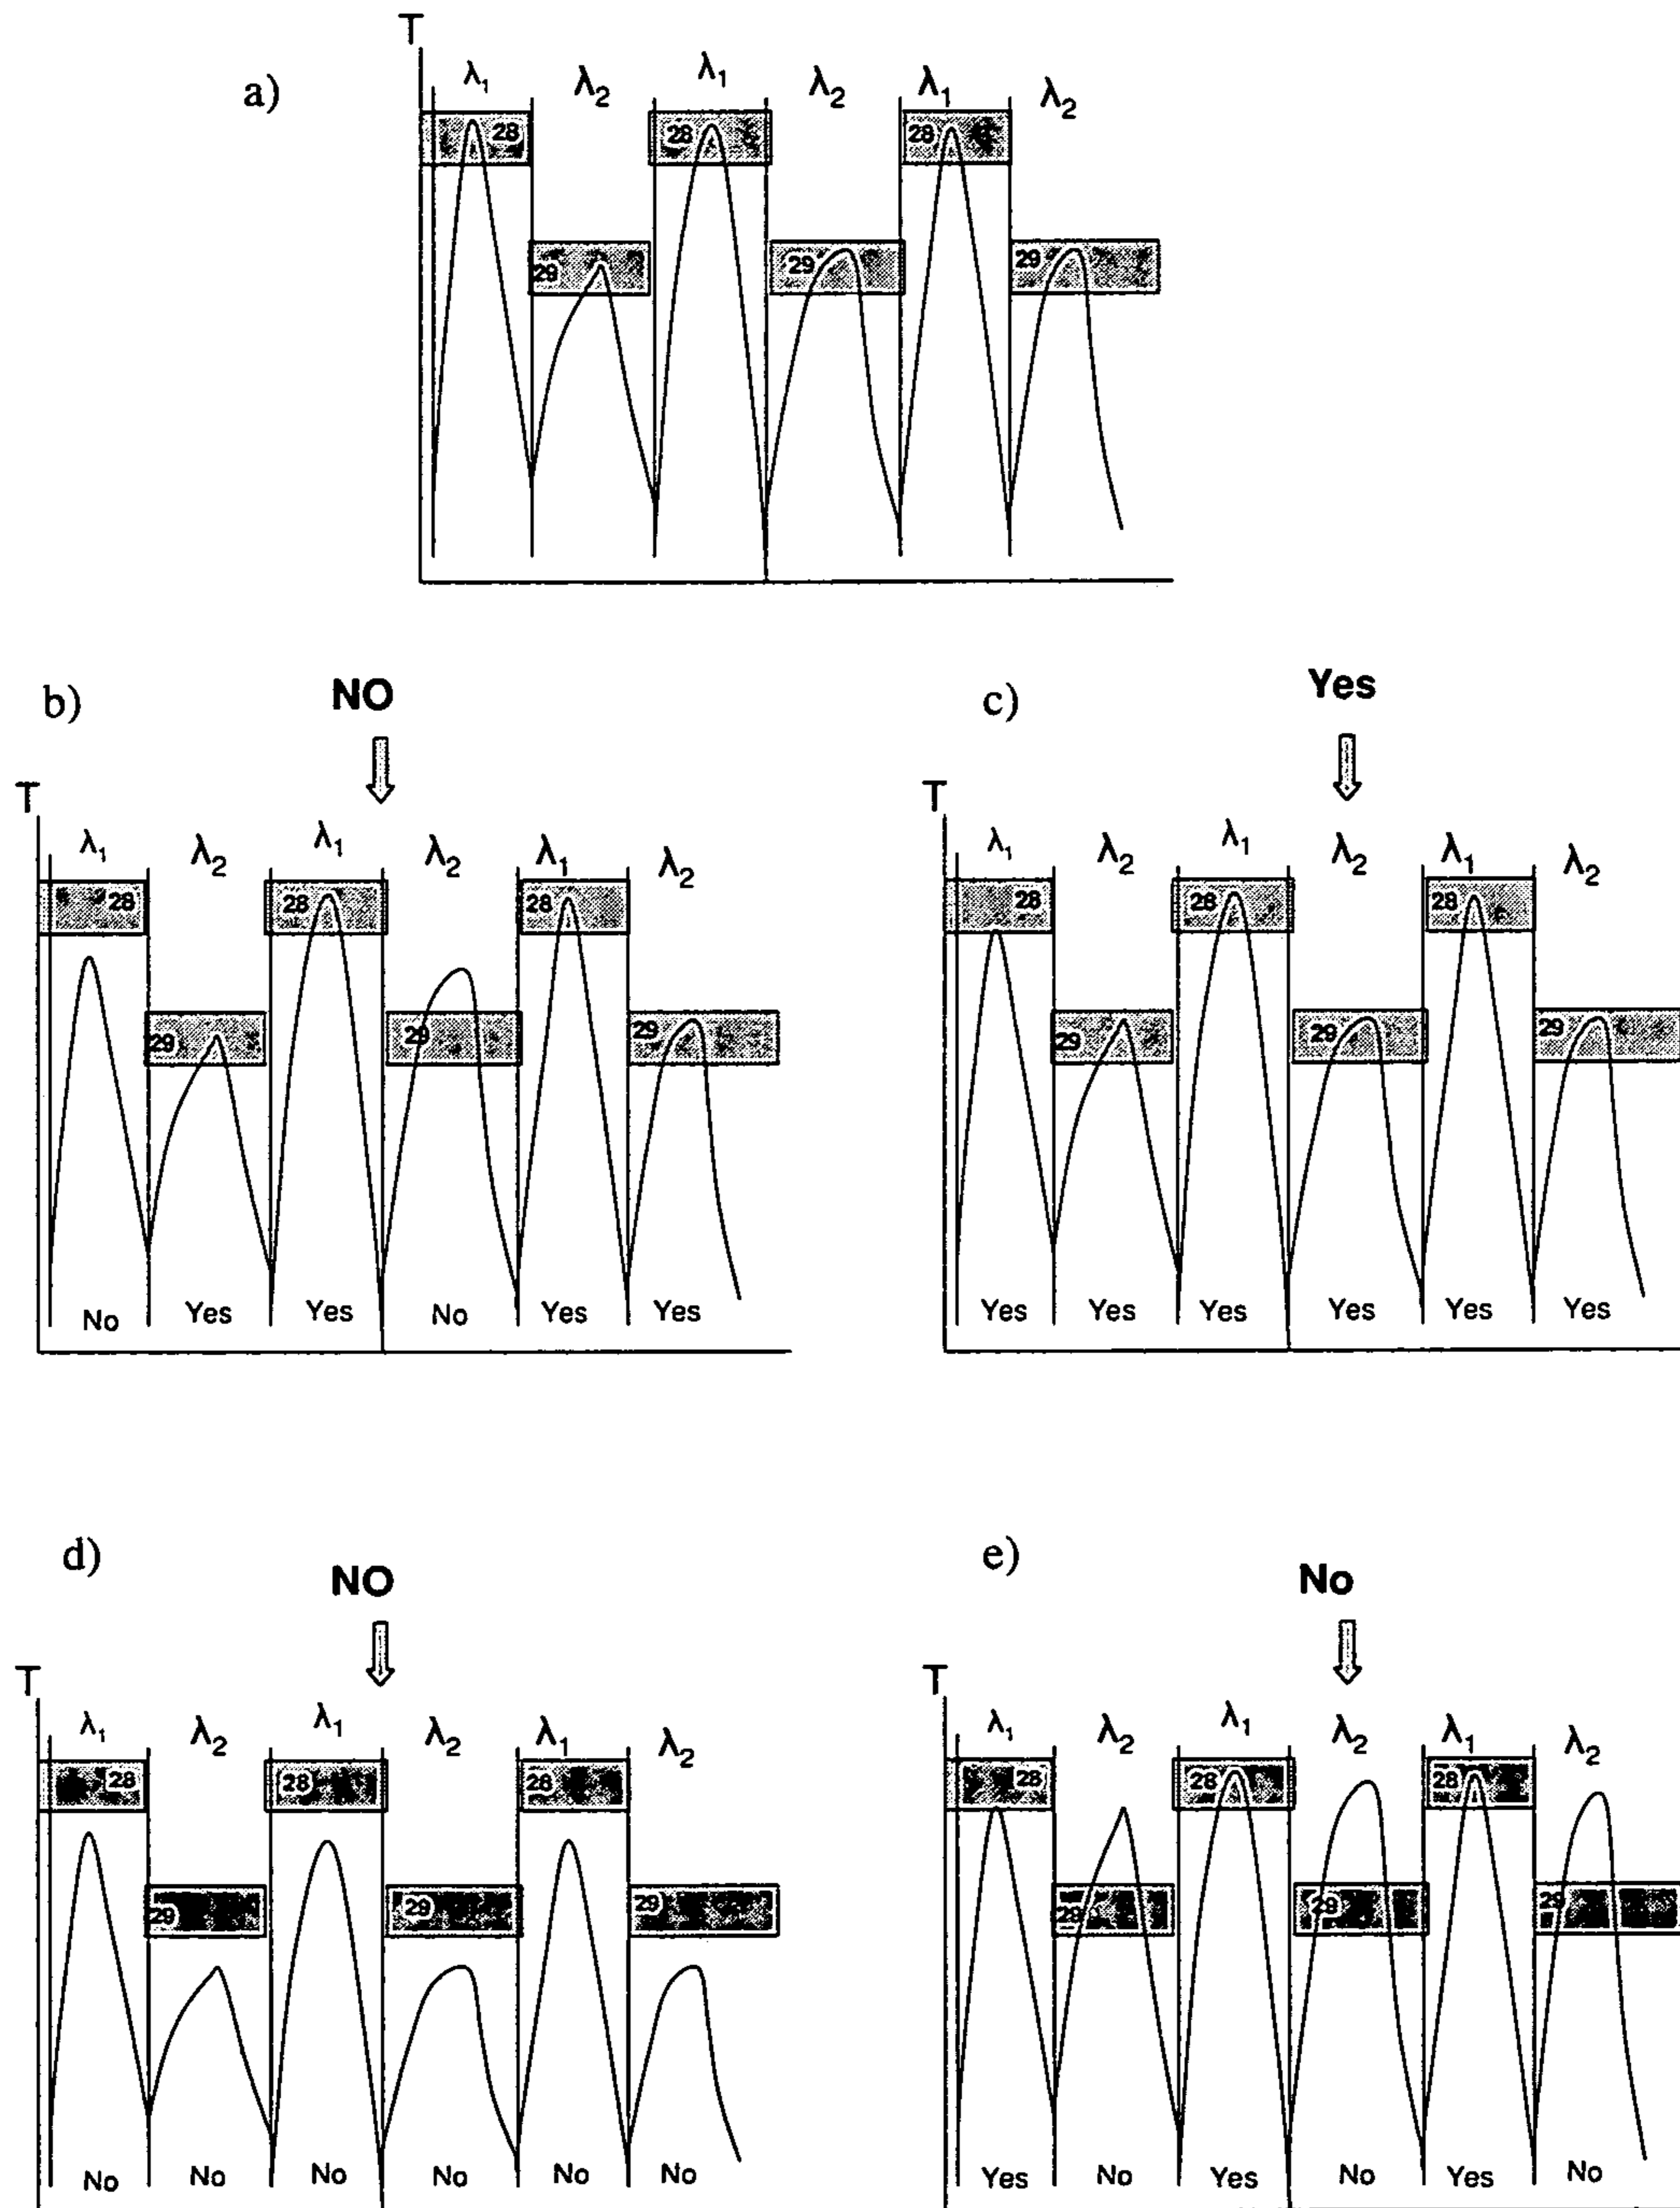 a)
T
λ1 λ2 λ1 λ2 λ1 λ2
28 28 28
29 29 29
b)
NO
T
λ1 λ2 λ1 λ2 λ1 λ2
28 28 28
29 29 29
No Yes Yes No Yes Yes
c)
Yes
T
λ1 λ2 λ1 λ2 λ1 λ2
28 28 28
29 29 29
Yes Yes Yes Yes Yes Yes
d)
NO
T
λ1 λ2 λ1 λ2 λ1 λ2
28 28 28
29 29 29
No No No No No No
e)
No
T
λ1 λ2 λ1 λ2 λ1 λ2
28 28 28
29 29 29
Yes No Yes No Yes No